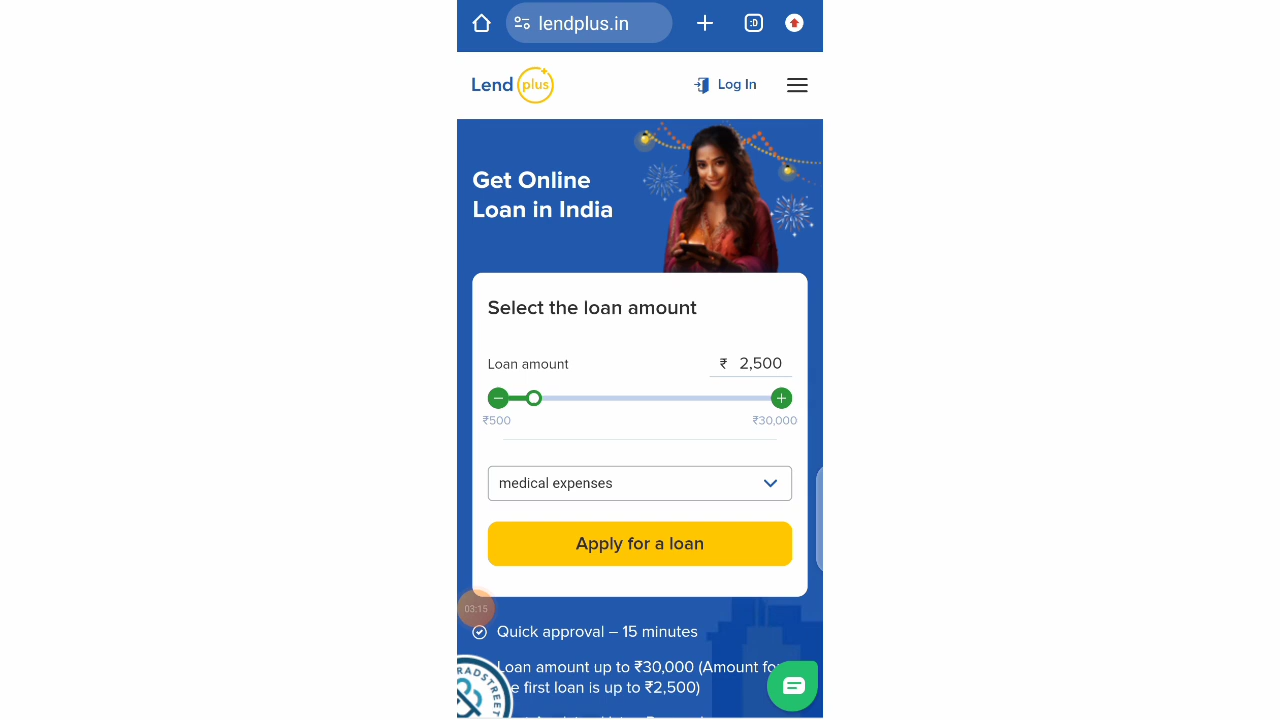 :D
lendplus.in
Lend plus
Log In
Get Online
Loan in India
Select the loan amount
Loan amount
₹ 2,500
₹500
₹30,000
medical expenses
Apply for a loan
03:15
Quick approval – 15 minutes
Loan amount up to ₹30,000 (Amount fo
e first loan is up to ₹2,500)
RADSTREET